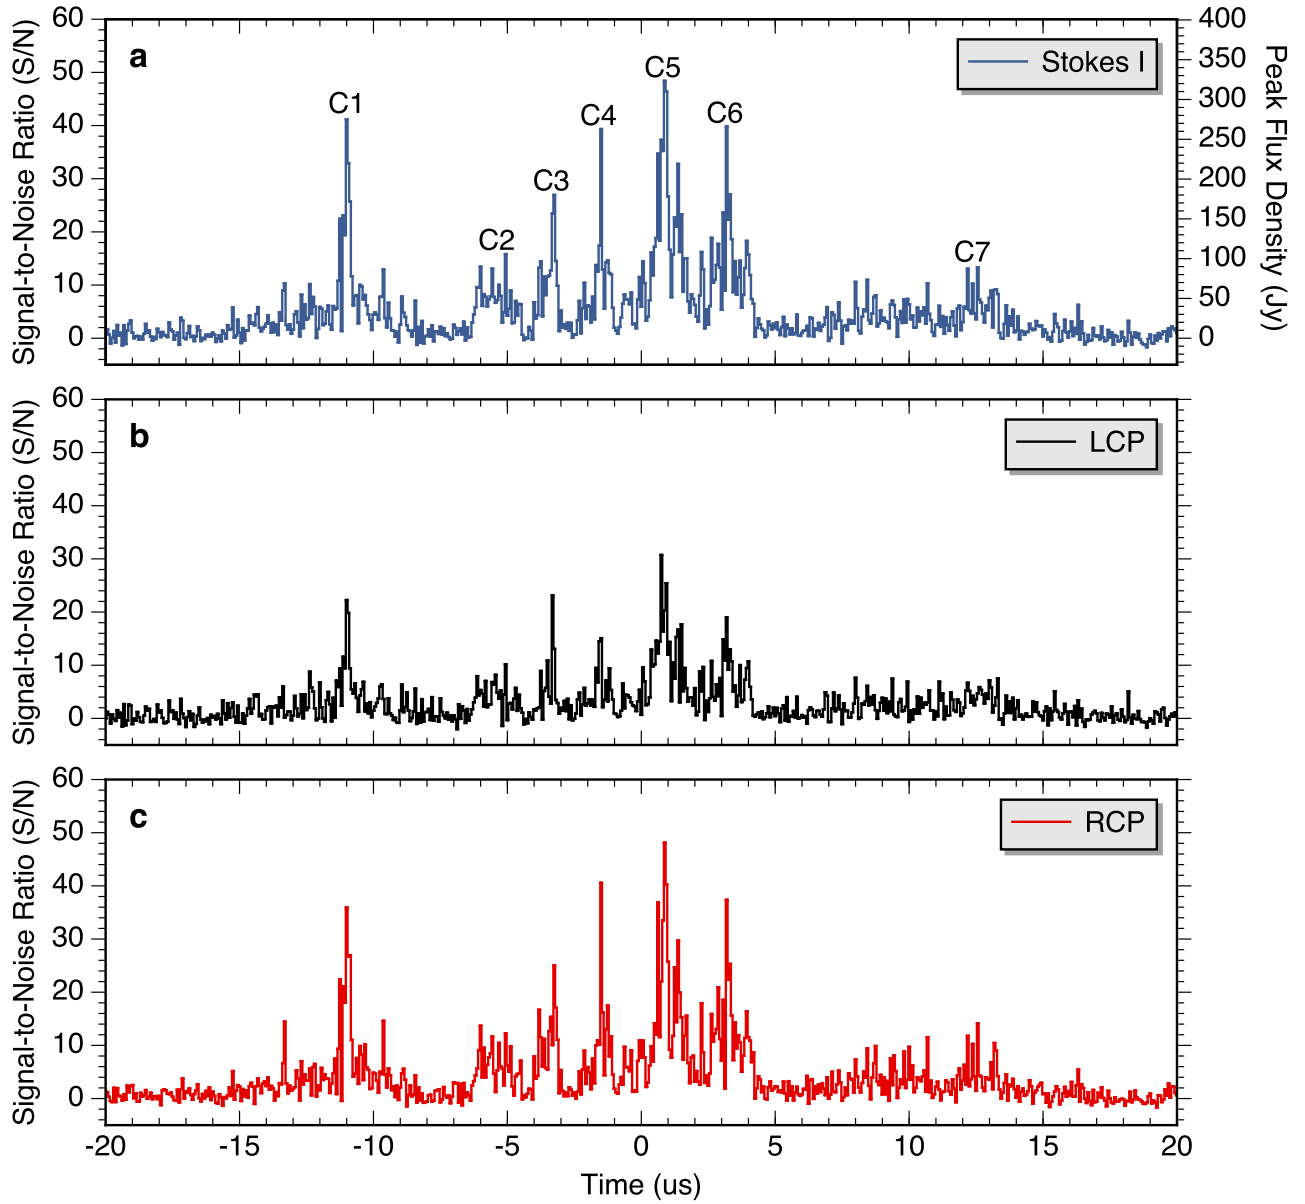 a
Stokes I
C1
C2
C3
C4
C5
C6
C7
Signal-to-Noise Ratio (S/N)
60
50
40
30
20
10
0
Peak Flux Density (Jy)
400
350
300
250
200
150
100
50
0
b
LCP
Signal-to-Noise Ratio (S/N)
60
50
40
30
20
10
0
c
RCP
Signal-to-Noise Ratio (S/N)
60
50
40
30
20
10
0
-20 -15 -10 -5 0 5 10 15 20
Time (us)